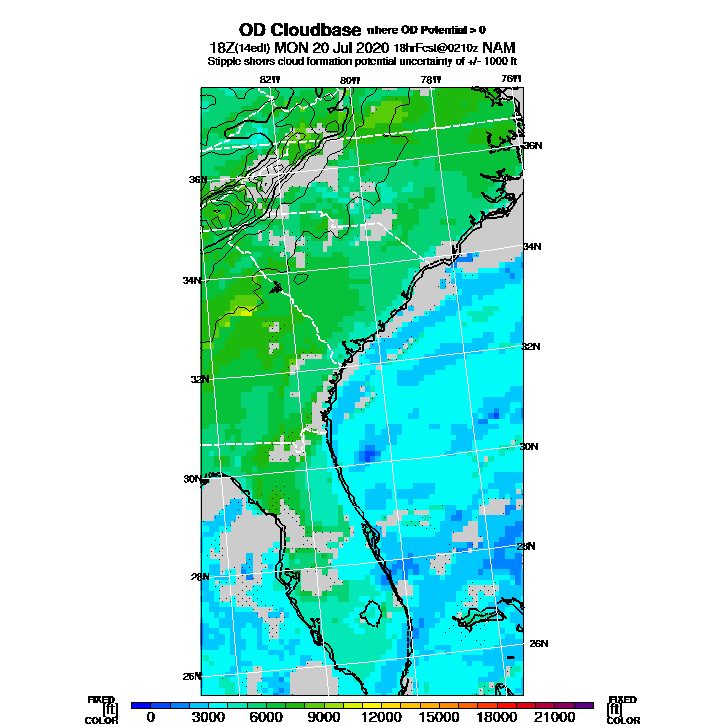 OD Cloudbase where OD Potential > 0
18Z(14edt) MON 20 Jul 2020 18hrFcst@0210z NAM
Stipple shows cloud formation potential uncertainty of +/- 1000 ft
82W 80W 78W 76W
36N
36N
34N
34N
32N
32N
30N
30N
28N
28N
26N
26N
FIXED FIXED
[ft] [ft]
COLOR COLOR
0 3000 6000 9000 12000 15000 18000 21000